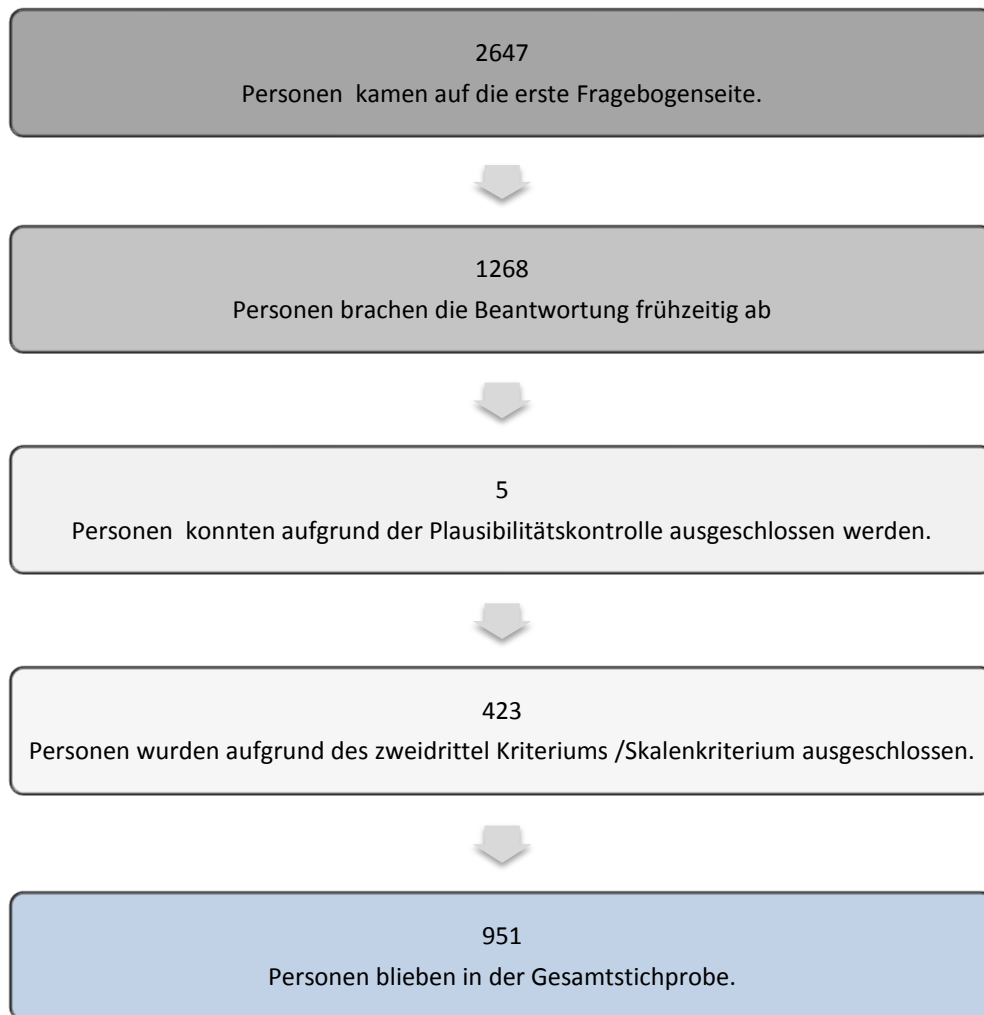 2647
Personen kamen auf die erste Fragebogenseite.
1268
Personen brachen die Beantwortung frühzeitig ab
5
Personen konnten aufgrund der Plausibilitätskontrolle ausgeschlossen werden.
423
Personen wurden aufgrund des zweidrittel Kriteriums /Skalenkriterium ausgeschlossen.
951
Personen blieben in der Gesamtstichprobe.